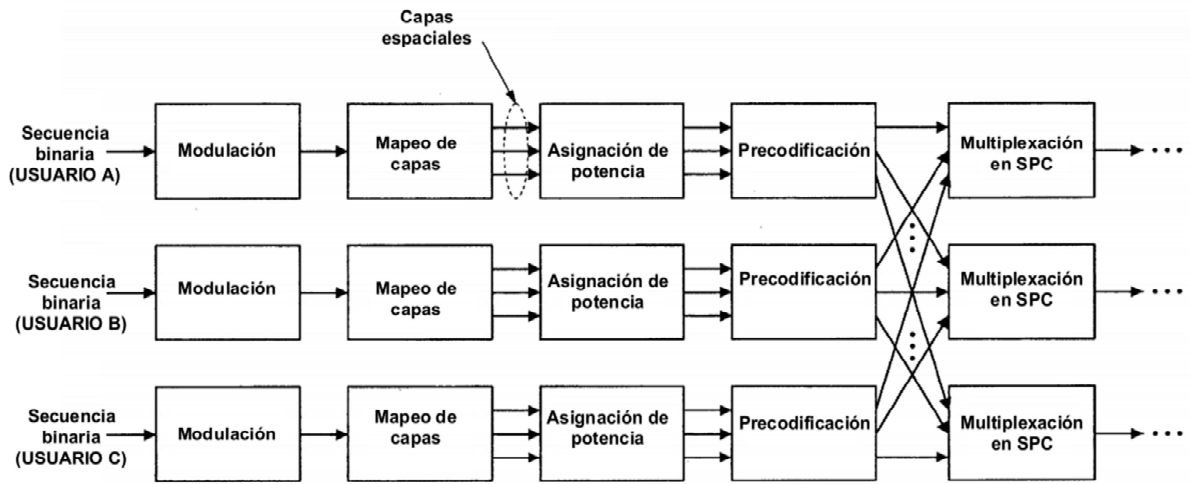 Capas
espaciales
Secuencia
binaria
(USUARIO A)
Modulación
Mapeo de
capas
Asignación de
potencia
Precodificación
Multiplexación
en SPC
Secuencia
binaria
(USUARIO B)
Modulación
Mapeo de
capas
Asignación de
potencia
Precodificación
Multiplexación
en SPC
Secuencia
binaria
(USUARIO C)
Modulación
Mapeo de
capas
Asignación de
potencia
Precodificación
Multiplexación
en SPC